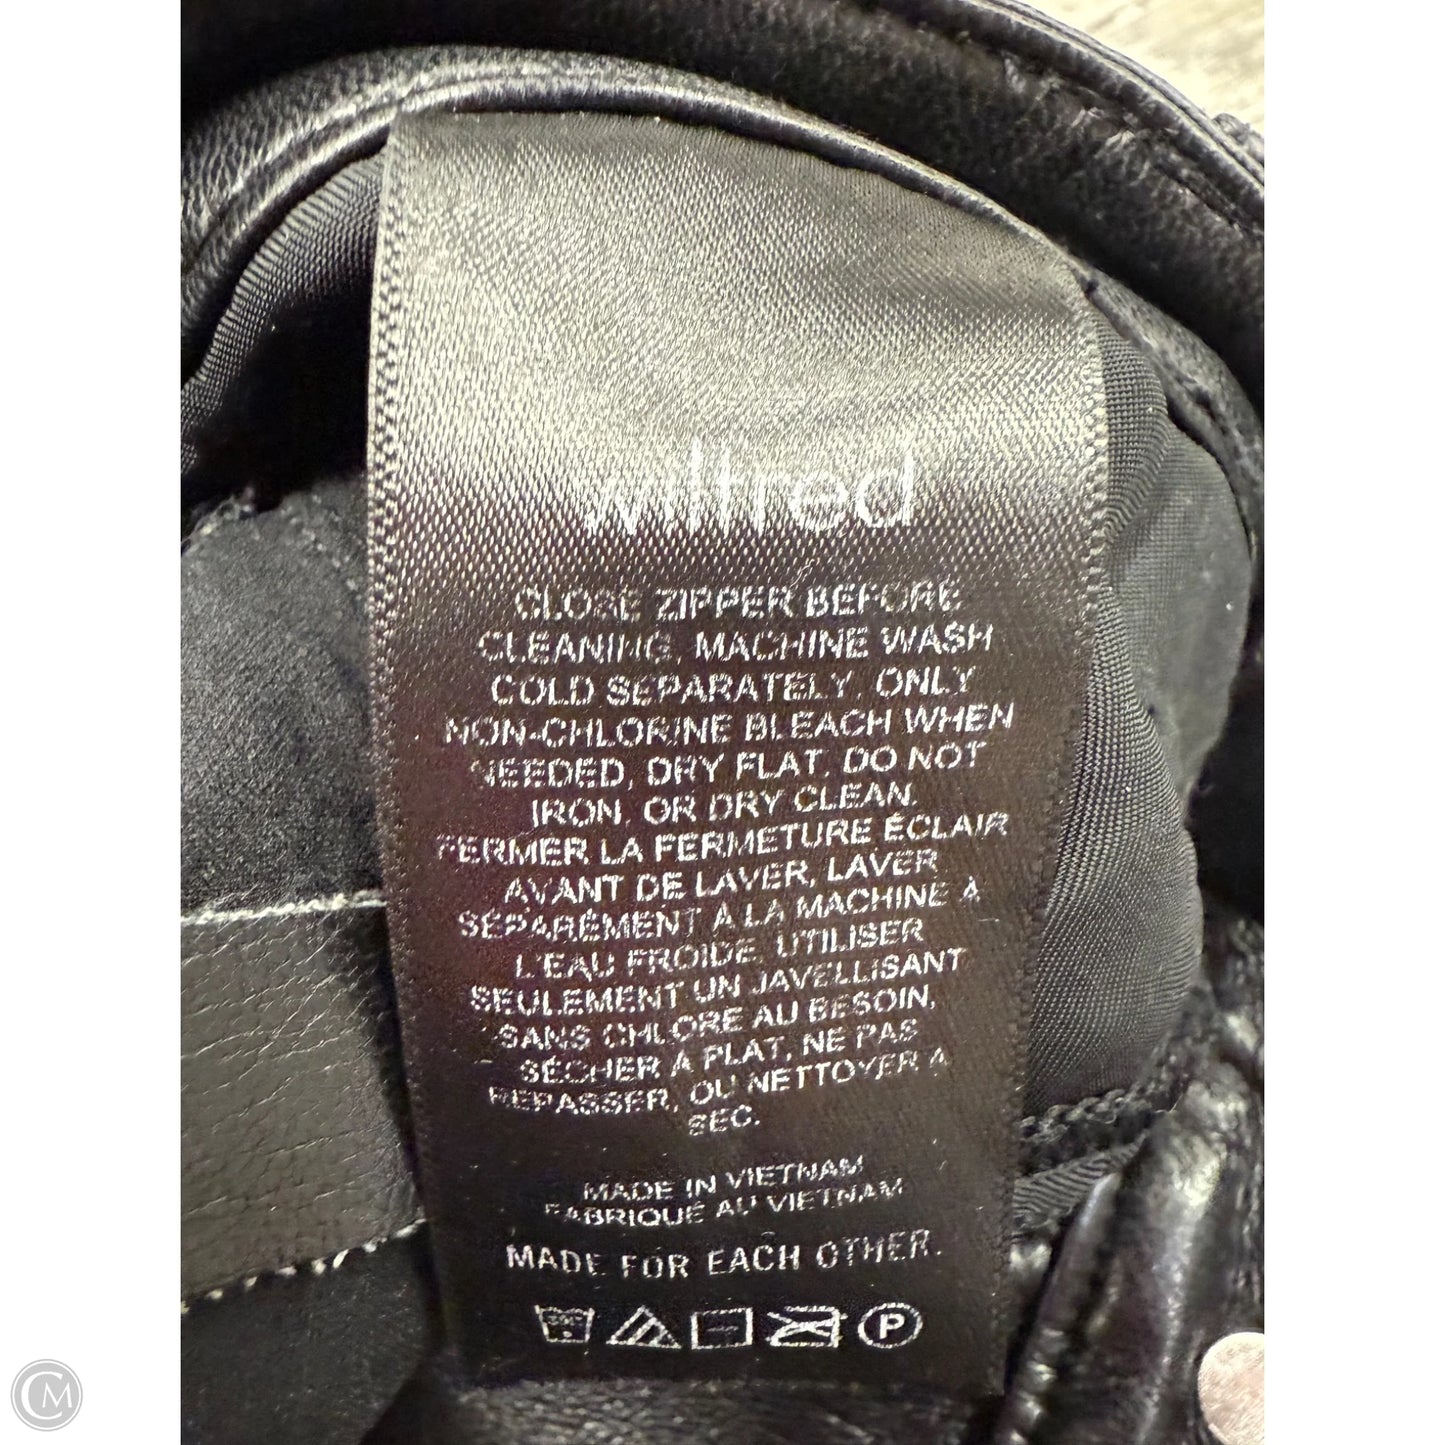 wilfred
CLOSE ZIPPER BEFORE
CLEANING, MACHINE WASH
COLD SEPARATELY, ONLY
NON-CHLORINE BLEACH WHEN
NEEDED, DRY FLAT, DO NOT
IRON, OR DRY CLEAN.
FERMER LA FERMETURE ÉCLAIR
AVANT DE LAVER, LAVER
SÉPARÉMENT À LA MACHINE À
L'EAU FROIDE, UTILISER
SEULEMENT UN JAVELLISANT
SANS CHLORE AU BESOIN,
SÉCHER À PLAT, NE PAS
REPASSER, OU NETTOYER À
SEC.
MADE IN VIETNAM
FABRIQUÉ AU VIETNAM
MADE FOR EACH OTHER.
P
CM